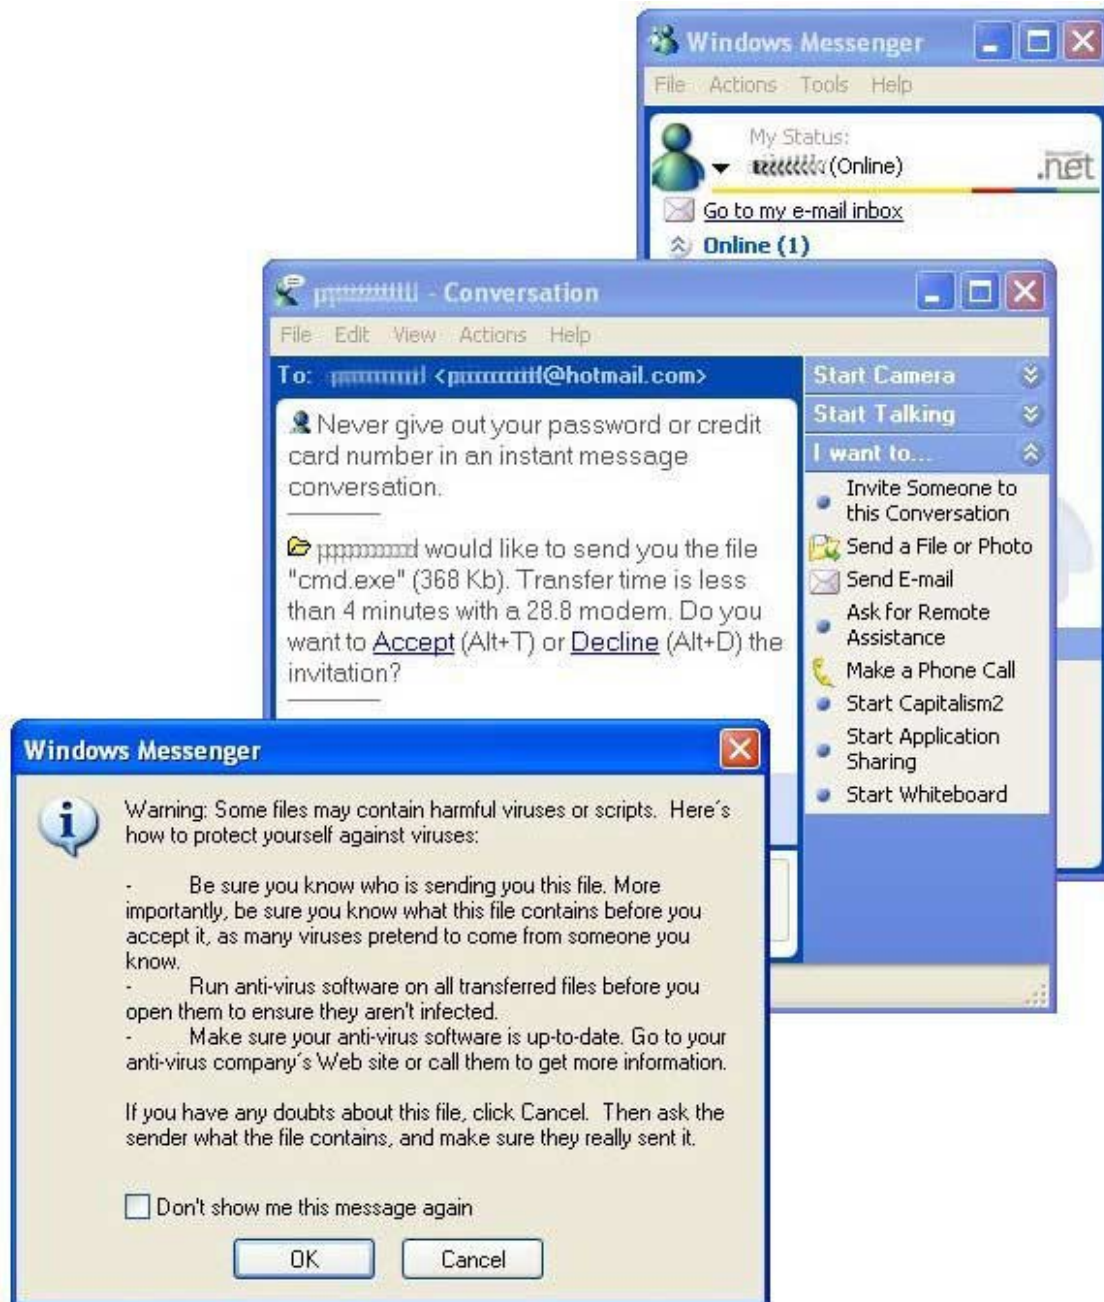 Windows Messenger
File Actions Tools Help
My Status:
(Online)
.net
Go to my e-mail inbox
Online (1)
- Conversation
File Edit View Actions Help
To: @hotmail.com>
Never give out your password or credit
card number in an instant message
conversation.
would like to send you the file
"cmd.exe" (368 Kb). Transfer time is less
than 4 minutes with a 28.8 modem. Do you
want to Accept (Alt+T) or Decline (Alt+D) the
invitation?
Start Camera
Start Talking
I want to...
Invite Someone to
this Conversation
Send a File or Photo
Send E-mail
Ask for Remote
Assistance
Make a Phone Call
Start Capitalism2
Start Application
Sharing
Start Whiteboard
Windows Messenger
Warning: Some files may contain harmful viruses or scripts. Here´s
how to protect yourself against viruses:
- Be sure you know who is sending you this file. More
importantly, be sure you know what this file contains before you
accept it, as many viruses pretend to come from someone you
know.
- Run anti-virus software on all transferred files before you
open them to ensure they aren't infected.
- Make sure your anti-virus software is up-to-date. Go to your
anti-virus company´s Web site or call them to get more information.
If you have any doubts about this file, click Cancel. Then ask the
sender what the file contains, and make sure they really sent it.
Don't show me this message again
OK Cancel